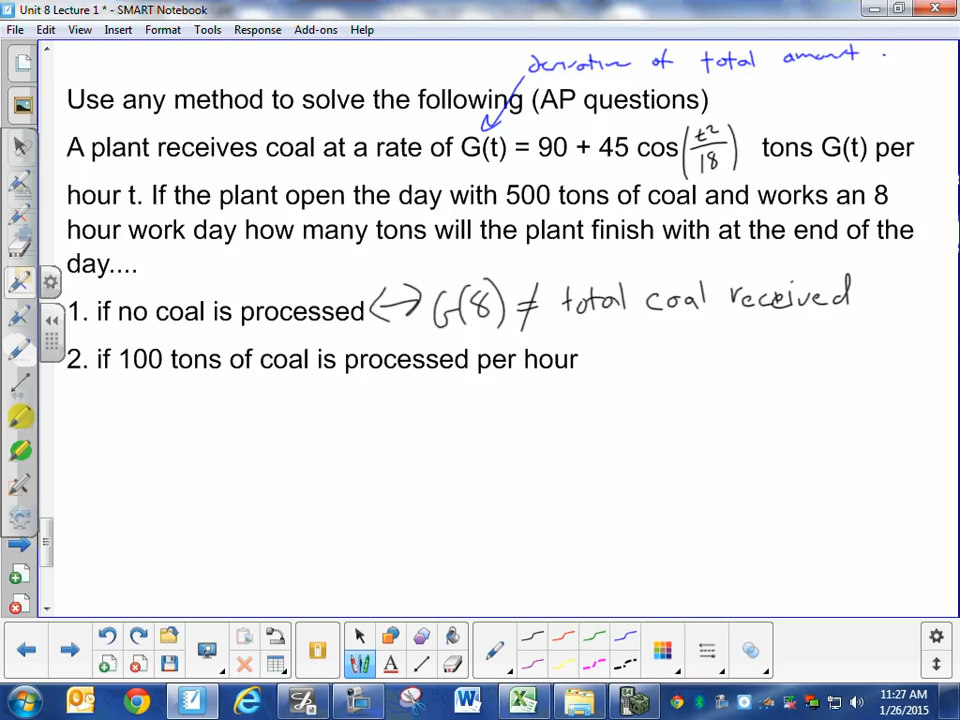 Unit 8 Lecture 1 * - SMART Notebook
File Edit View Insert Format Tools Response Add-ons Help
derivative of total amount
Use any method to solve the following (AP questions)
A plant receives coal at a rate of G(t) = 90 + 45 cos(t²/18) tons G(t) per
hour t. If the plant open the day with 500 tons of coal and works an 8
hour work day how many tons will the plant finish with at the end of the
day....
1. if no coal is processed ↔ G(8) ≠ total coal received
2. if 100 tons of coal is processed per hour
11:27 AM
1/26/2015